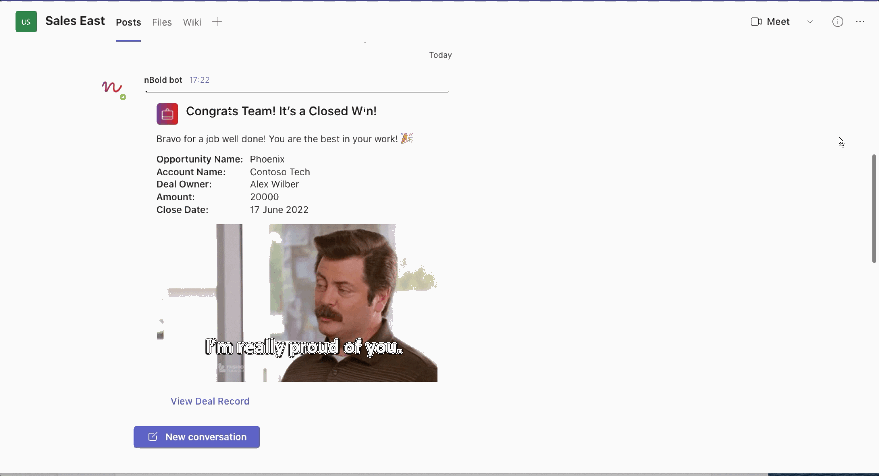 US Sales East Posts Files Wiki Meet
Today
nBold bot 17:22
Congrats Team! It's a Closed Win!
Bravo for a job well done! You are the best in your work! 🎉
Opportunity Name: Phoenix
Account Name: Contoso Tech
Deal Owner: Alex Wilber
Amount: 20000
Close Date: 17 June 2022
I'm really proud of you.
View Deal Record
New conversation